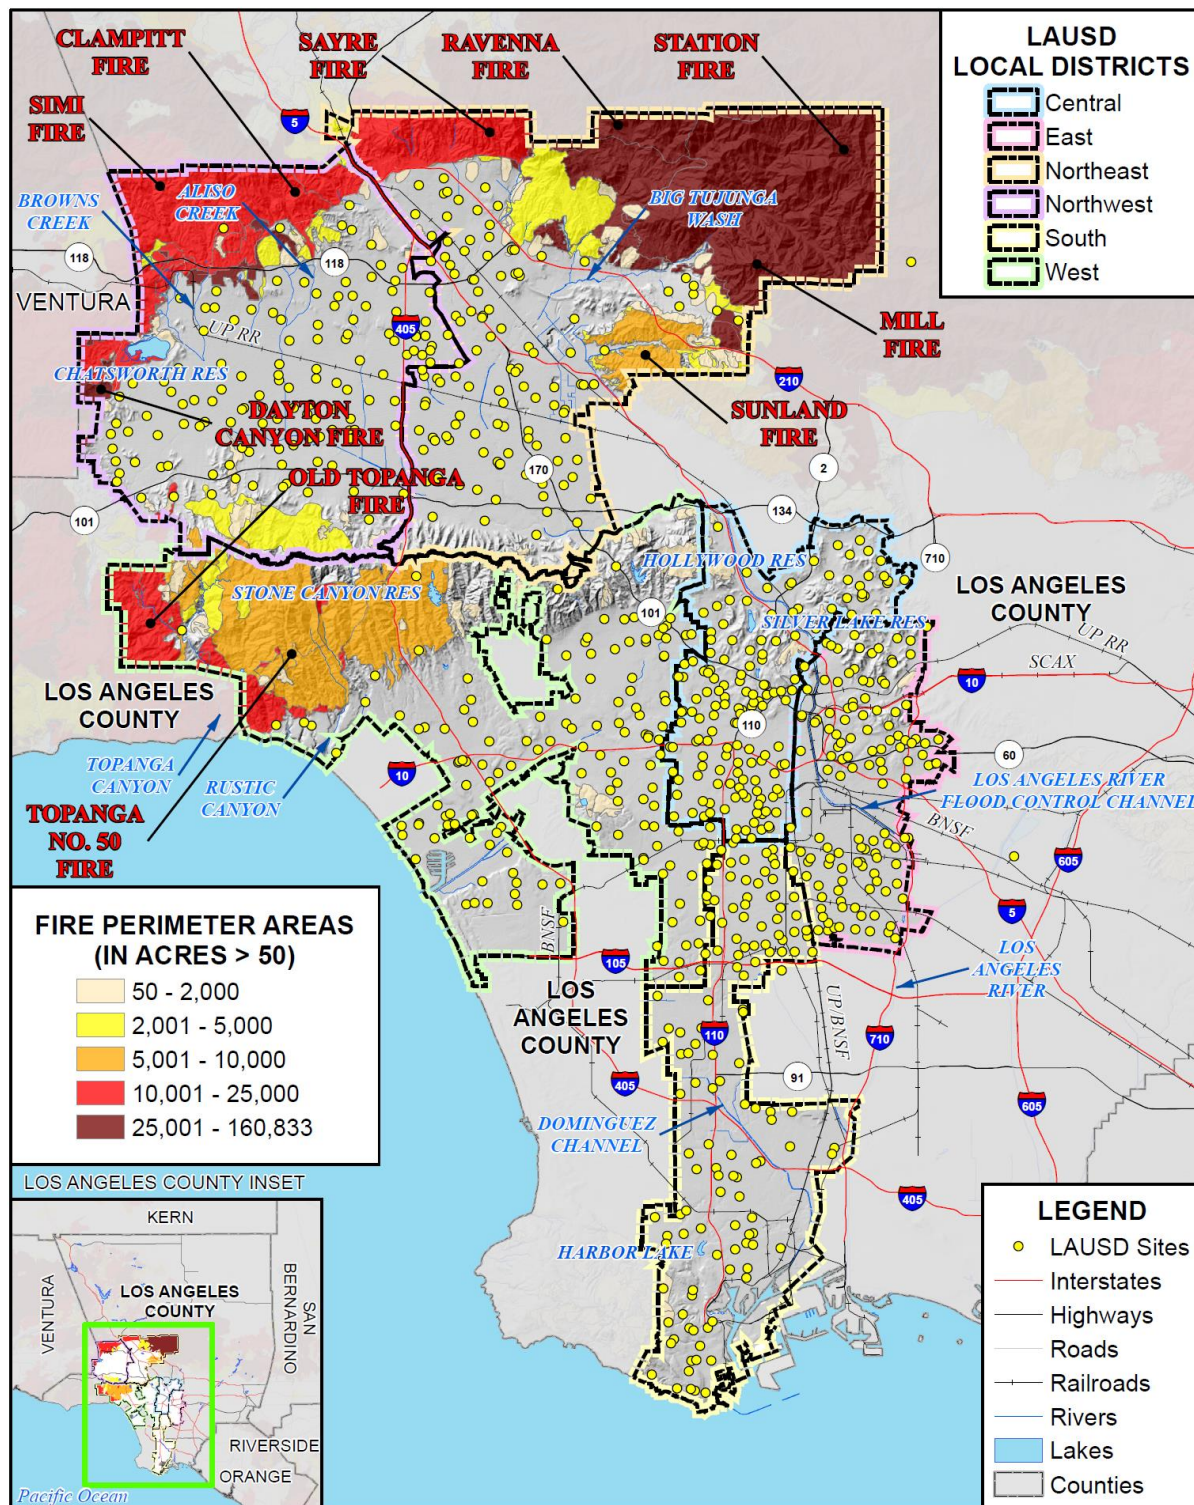 CLAMPITT
FIRE
SAYRE
FIRE
RAVENNA
FIRE
STATION
FIRE
SIMI
FIRE
5
BROWNS
CREEK
ALISO
CREEK
BIG TUJUNGA
WASH
118
118
VENTURA
UP RR
405
MILL
FIRE
CHATSWORTH RES
210
DAYTON
CANYON FIRE
SUNLAND
FIRE
OLD TOPANGA
FIRE
170
2
101
134
710
HOLLYWOOD RES
STONE CANYON RES
101
LOS ANGELES
COUNTY
SILVER LAKE RES
UP RR
SCAX
10
LOS ANGELES
COUNTY
110
60
TOPANGA
CANYON
RUSTIC
CANYON
10
LOS ANGELES RIVER
FLOOD CONTROL CHANNEL
TOPANGA
NO. 50
FIRE
BNSF
605
5
BNSF
105
LOS
ANGELES
RIVER
LOS
ANGELES
COUNTY
UP/BNSF
110
710
405
91
605
DOMINGUEZ
CHANNEL
405
HARBOR LAKE
LAUSD
LOCAL DISTRICTS
Central
East
Northeast
Northwest
South
West
FIRE PERIMETER AREAS
(IN ACRES > 50)
50 - 2,000
2,001 - 5,000
5,001 - 10,000
10,001 - 25,000
25,001 - 160,833
LOS ANGELES COUNTY INSET
KERN
VENTURA
LOS ANGELES
COUNTY
SAN
BERNARDINO
RIVERSIDE
ORANGE
Pacific Ocean
LEGEND
LAUSD Sites
Interstates
Highways
Roads
Railroads
Rivers
Lakes
Counties